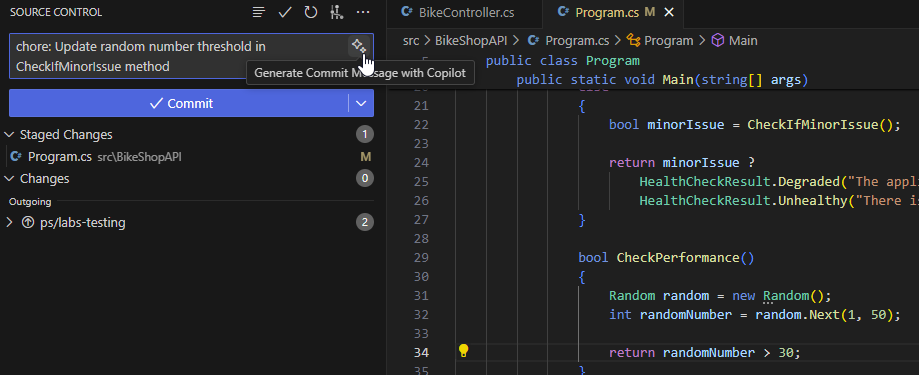 SOURCE CONTROL
chore: Update random number threshold in
CheckIfMinorIssue method
Generate Commit Message with Copilot
Commit
Staged Changes 1
Program.cs src\BikeShopAPI M
Changes 0
Outgoing
ps/labs-testing 2
BikeController.cs
Program.cs M
src > BikeShopAPI > Program.cs > Program > Main
public class Program
public static void Main(string[] args)
21 {
22 bool minorIssue = CheckIfMinorIssue();
23
24 return minorIssue ?
25 HealthCheckResult.Degraded("The appl
26 HealthCheckResult.Unhealthy("There is
27 }
28
29 bool CheckPerformance()
30 {
31 Random random = new Random();
32 int randomNumber = random.Next(1, 50);
33
34 return randomNumber > 30;
35 }